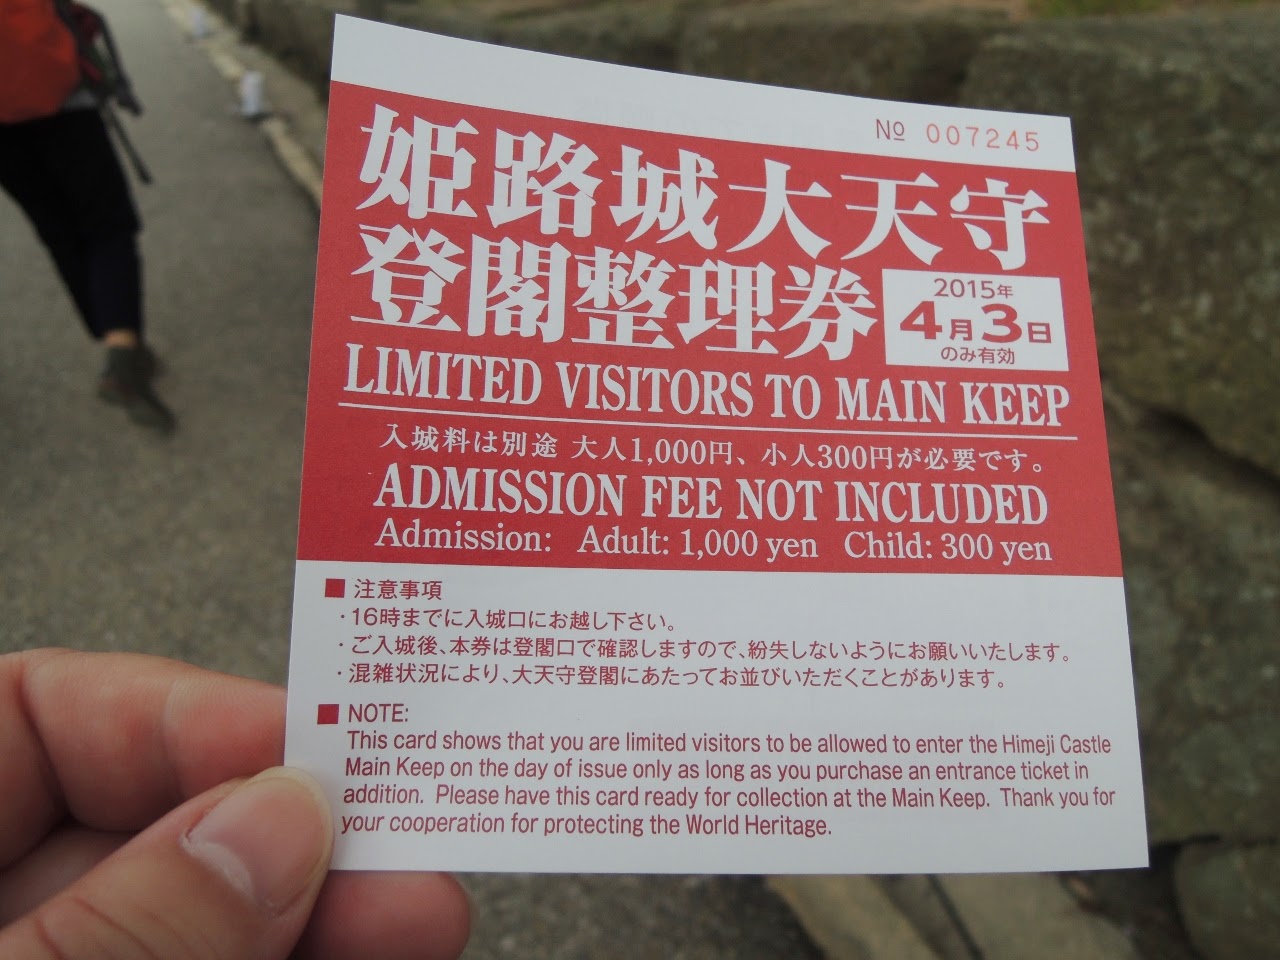 № 007245
姫路城大天守
登閣整理券
2015年
4月3日
のみ有効
LIMITED VISITORS TO MAIN KEEP
入城料は別途 大人1,000円、小人300円が必要です。
ADMISSION FEE NOT INCLUDED
Admission: Adult: 1,000 yen Child: 300 yen
■ 注意事項
・16時までに入城口にお越し下さい。
・ご入城後、本券は登閣口で確認しますので、紛失しないようにお願いいたします。
・混雑状況により、大天守登閣にあたってお並びいただくことがあります。
■ NOTE:
This card shows that you are limited visitors to be allowed to enter the Himeji Castle
Main Keep on the day of issue only as long as you purchase an entrance ticket in
addition. Please have this card ready for collection at the Main Keep. Thank you for
your cooperation for protecting the World Heritage.